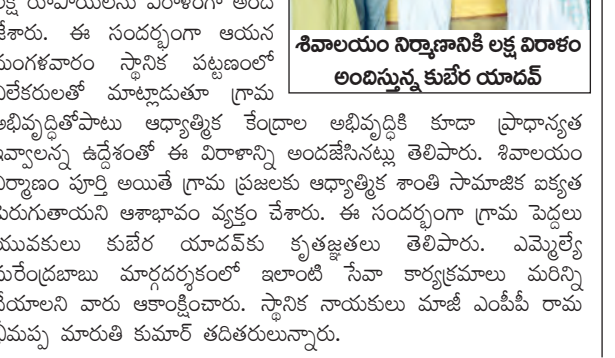 లక్ష రూపాయలను విరాళంగా అంద
జేశారు. ఈ సందర్భంగా ఆయన
మంగళవారం స్థానిక పట్టణంలో
విలేకరులతో మాట్లాడుతూ గ్రామ
శివాలయం నిర్మాణానికి లక్ష విరాళం
అందిస్తున్న కుబేర యాదవ్
అభివృద్ధితోపాటు ఆధ్యాత్మిక కేంద్రాల అభివృద్ధికి కూడా ప్రాధాన్యత
ఇవ్వాలన్న ఉద్దేశంతో ఈ విరాళాన్ని అందజేసినట్లు తెలిపారు. శివాలయం
నిర్మాణం పూర్తి అయితే గ్రామ ప్రజలకు ఆధ్యాత్మిక శాంతి సామాజిక ఐక్యత
పెరుగుతాయని ఆశాభావం వ్యక్తం చేశారు. ఈ సందర్భంగా గ్రామ పెద్దలు
యువకులు కుబేర యాదవ్‌కు కృతజ్ఞతలు తెలిపారు. ఎమ్మెల్యే
సురేంద్రబాబు మార్గదర్శకంలో ఇలాంటి సేవా కార్యక్రమాలు మరిన్ని
చేయాలని వారు ఆకాంక్షించారు. స్థానిక నాయకులు మాజీ ఎంపీపీ రామ
భీమప్ప మారుతి కుమార్ తదితరులున్నారు.